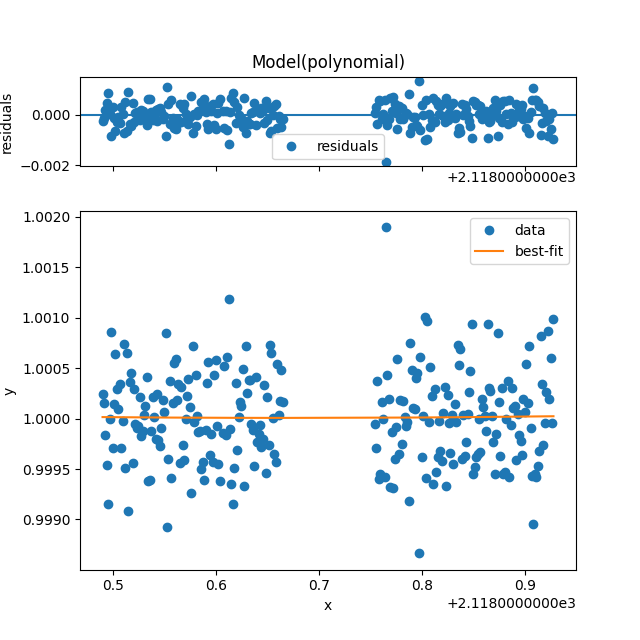 Model(polynomial)
residuals
0.000
−0.002
residuals
+2.1180000000e3
y
1.0020
1.0015
1.0010
1.0005
1.0000
0.9995
0.9990
data
best-fit
0.5 0.6 0.7 0.8 0.9
x
+2.1180000000e3